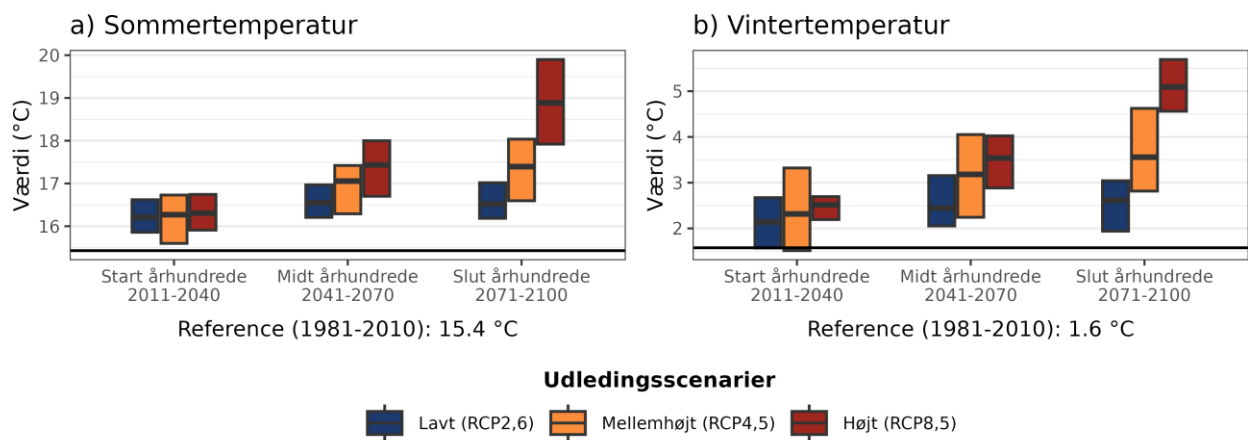 a) Sommertemperatur
Værdi (°C)
20
19
18
17
16
Start århundrede
2011-2040
Midt århundrede
2041-2070
Slut århundrede
2071-2100
Reference (1981-2010): 15.4 °C
b) Vintertemperatur
Værdi (°C)
5
4
3
2
Start århundrede
2011-2040
Midt århundrede
2041-2070
Slut århundrede
2071-2100
Reference (1981-2010): 1.6 °C
Udledingsscenarier
Lavt (RCP2,6)
Mellemhøjt (RCP4,5)
Højt (RCP8,5)